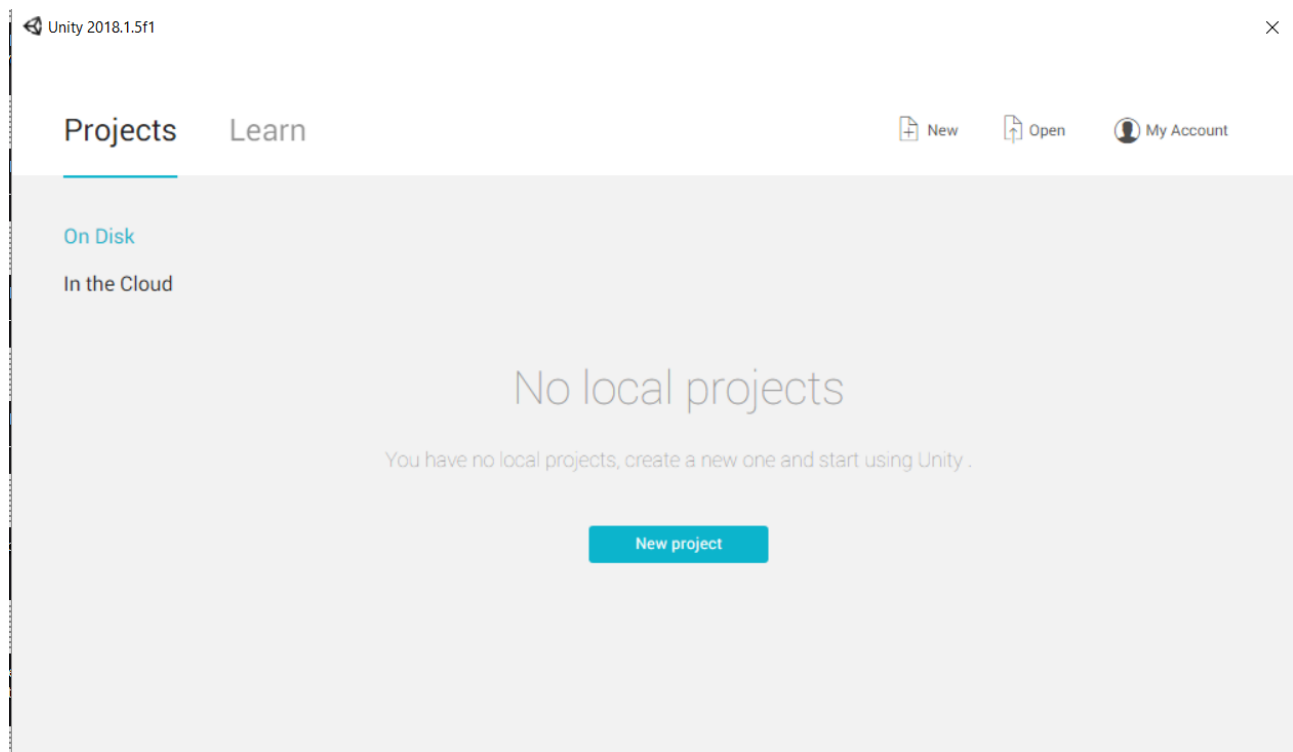 Unity 2018.1.5f1
Projects Learn New Open My Account
On Disk
In the Cloud
No local projects
You have no local projects, create a new one and start using Unity .
New project